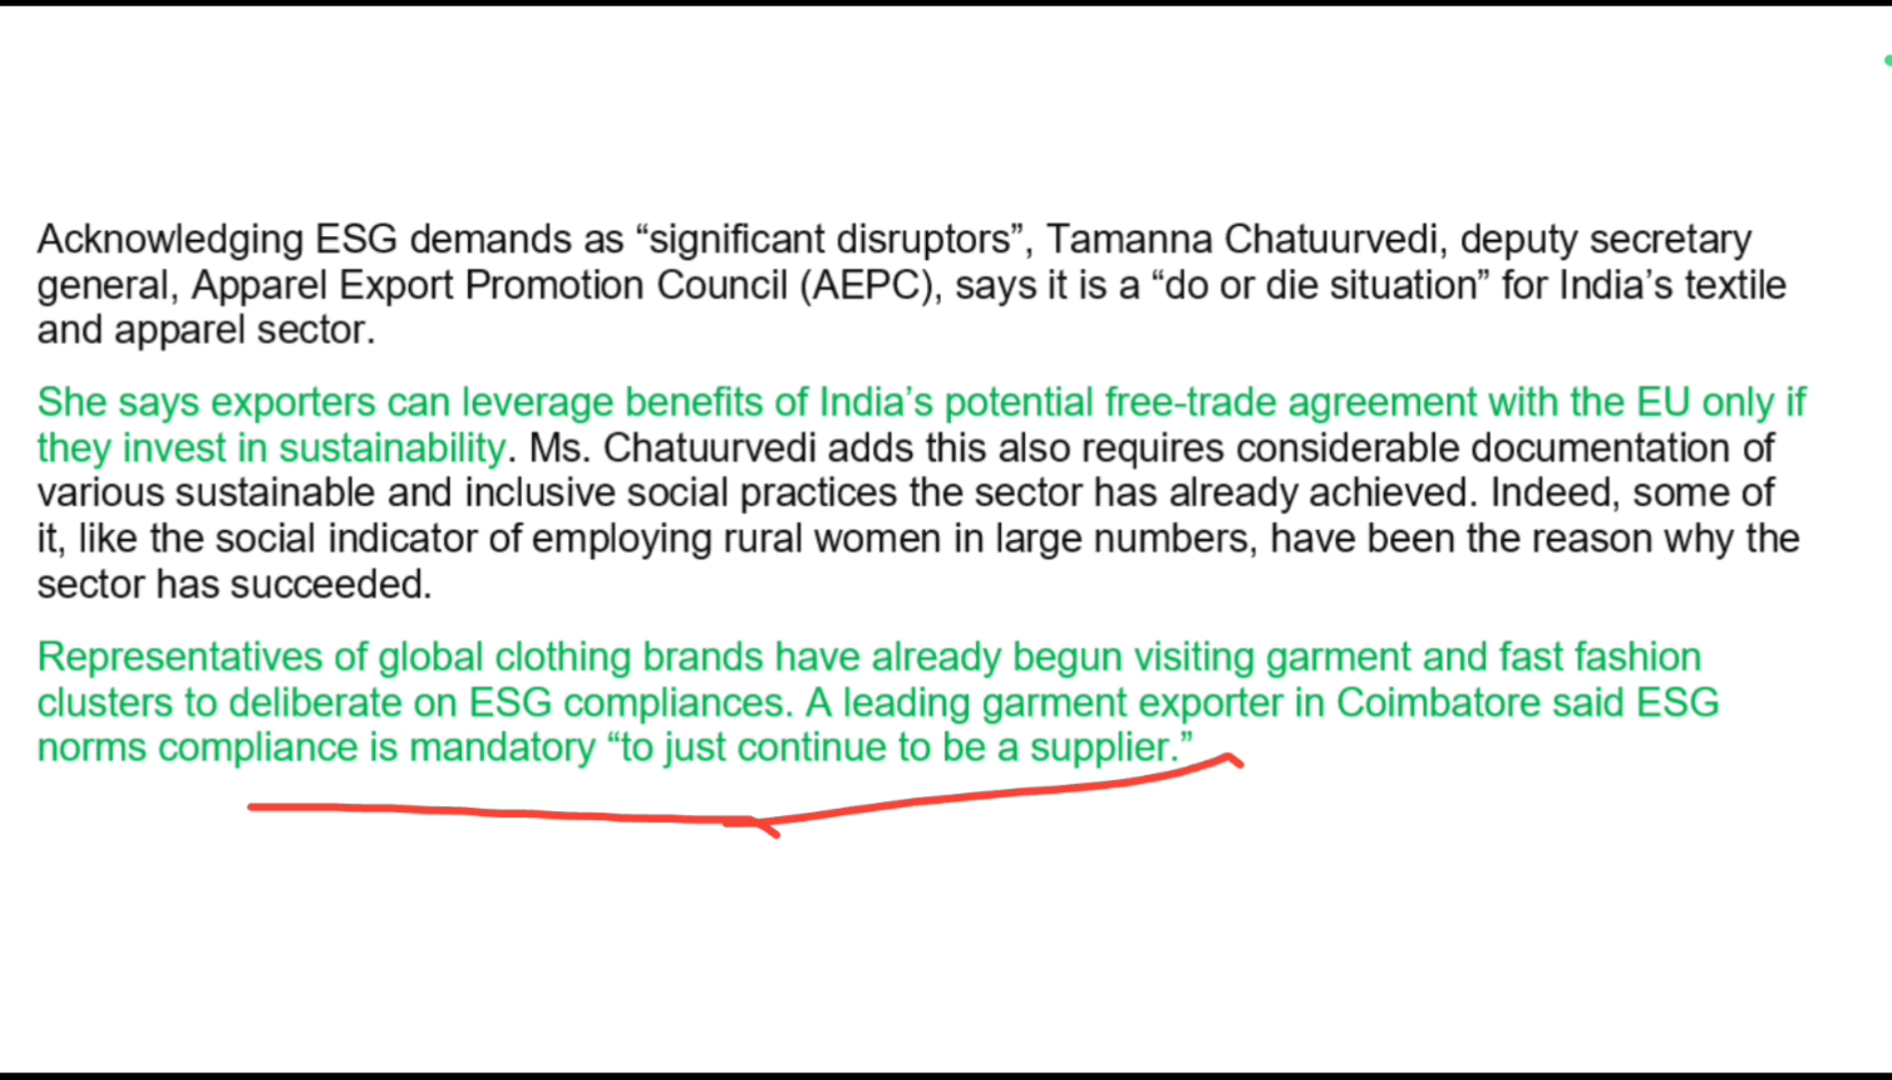 Acknowledging ESG demands as “significant disruptors”, Tamanna Chatuurvedi, deputy secretary
general, Apparel Export Promotion Council (AEPC), says it is a “do or die situation” for India’s textile
and apparel sector.
She says exporters can leverage benefits of India’s potential free-trade agreement with the EU only if
they invest in sustainability. Ms. Chatuurvedi adds this also requires considerable documentation of
various sustainable and inclusive social practices the sector has already achieved. Indeed, some of
it, like the social indicator of employing rural women in large numbers, have been the reason why the
sector has succeeded.
Representatives of global clothing brands have already begun visiting garment and fast fashion
clusters to deliberate on ESG compliances. A leading garment exporter in Coimbatore said ESG
norms compliance is mandatory “to just continue to be a supplier.”